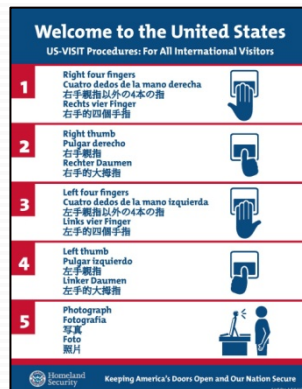 Welcome to the United States
US-VISIT Procedures: For All International Visitors
1
Right four fingers
Cuatro dedos de la mano derecha
右手親指以外の4本の指
Rechts vier Finger
右手的四個手指
2
Right thumb
Pulgar derecho
右手親指
Rechter Daumen
右手的大拇指
3
Left four fingers
Cuatro dedos de la mano izquierda
左手親指以外の4本の指
Links vier Finger
左手的四個手指
4
Left thumb
Pulgar izquierdo
左手親指
Linker Daumen
左手的大拇指
5
Photograph
Fotografia
写真
Foto
照片
Homeland
Security
Keeping America's Doors Open and Our Nation Secure